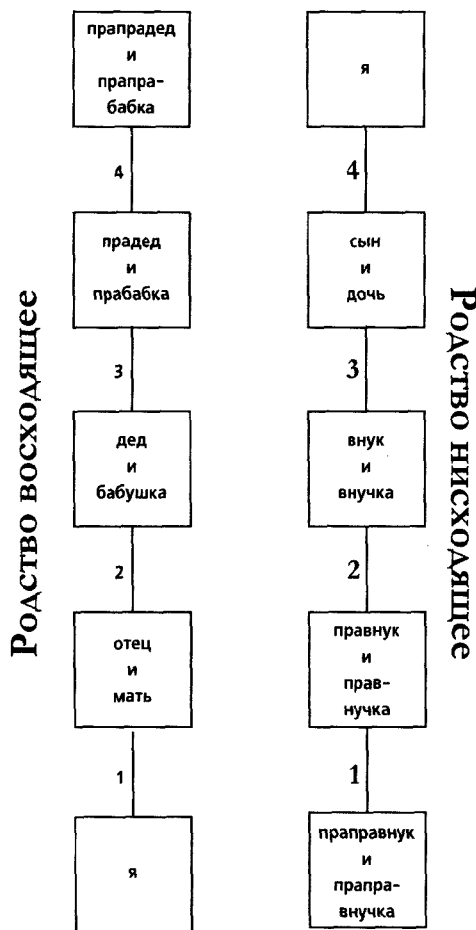 Родство восходящее
прапрадед
и
прапра-
бабка
4
прадед
и
прабабка
3
дед
и
бабушка
2
отец
и
мать
1
я
Родство нисходящее
я
4
сын
и
дочь
3
внук
и
внучка
2
правнук
и
прав-
нучка
1
праправнук
и
прапра-
внучка